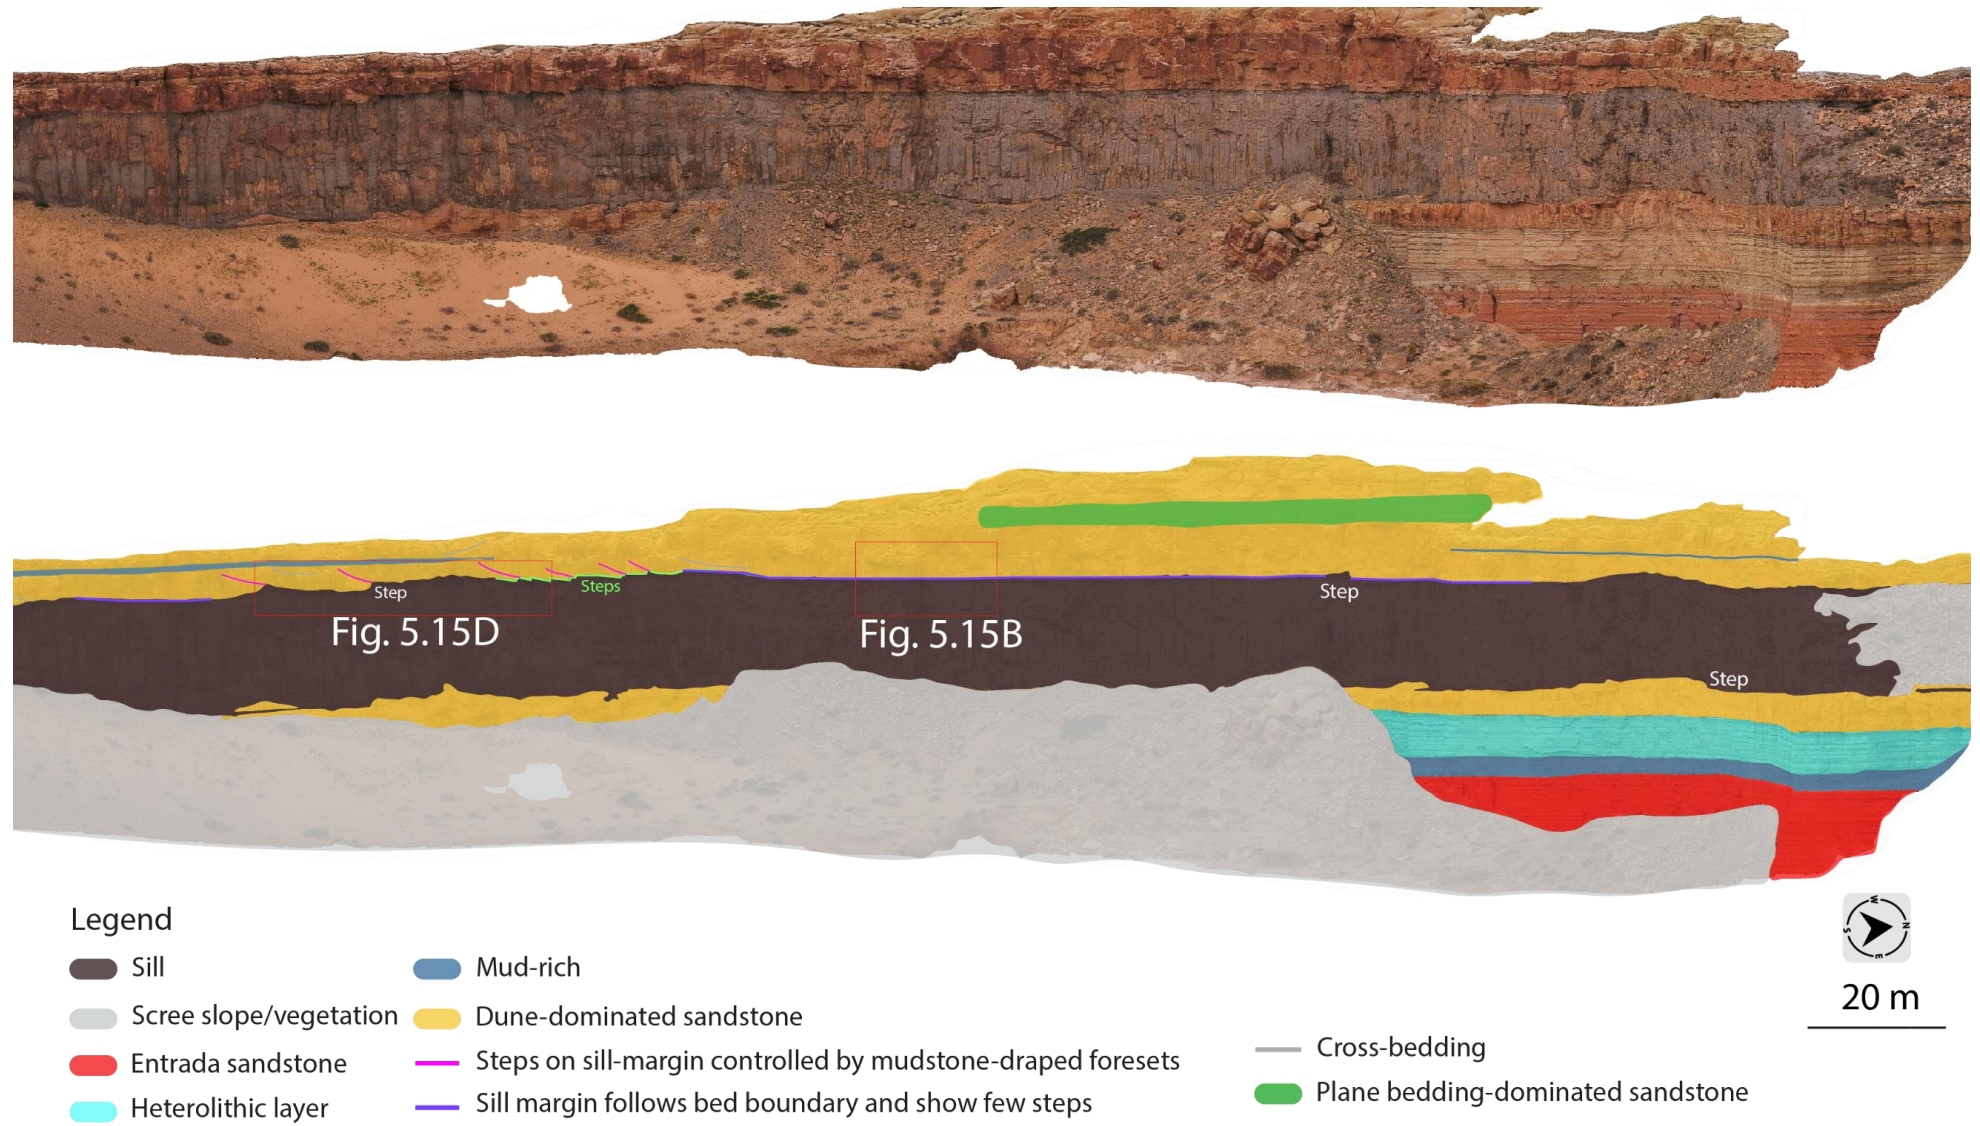 Step
Steps
Step
Fig. 5.15D
Fig. 5.15B
Step
Legend
Sill
Mud-rich
Scree slope/vegetation
Dune-dominated sandstone
Entrada sandstone
Steps on sill-margin controlled by mudstone-draped foresets
Heterolithic layer
Sill margin follows bed boundary and show few steps
Cross-bedding
Plane bedding-dominated sandstone
W
N
S
E
20 m